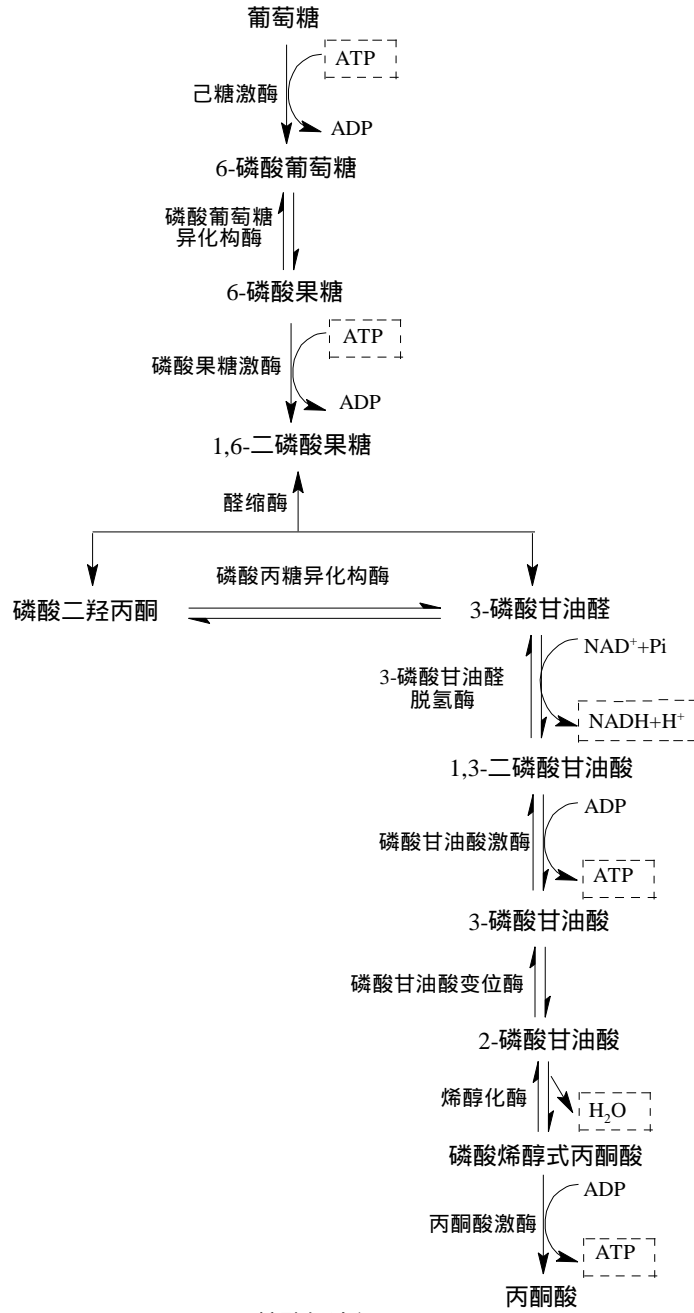 葡萄糖
ATP
己糖激酶
ADP
6-磷酸葡萄糖
磷酸葡萄糖
异化构酶
6-磷酸果糖
ATP
磷酸果糖激酶
ADP
1,6-二磷酸果糖
醛缩酶
磷酸丙糖异化构酶
磷酸二羟丙酮
3-磷酸甘油醛
NAD⁺+Pi
3-磷酸甘油醛
脱氢酶
NADH+H⁺
1,3-二磷酸甘油酸
ADP
磷酸甘油酸激酶
ATP
3-磷酸甘油酸
磷酸甘油酸变位酶
2-磷酸甘油酸
烯醇化酶
H₂O
磷酸烯醇式丙酮酸
ADP
丙酮酸激酶
ATP
丙酮酸